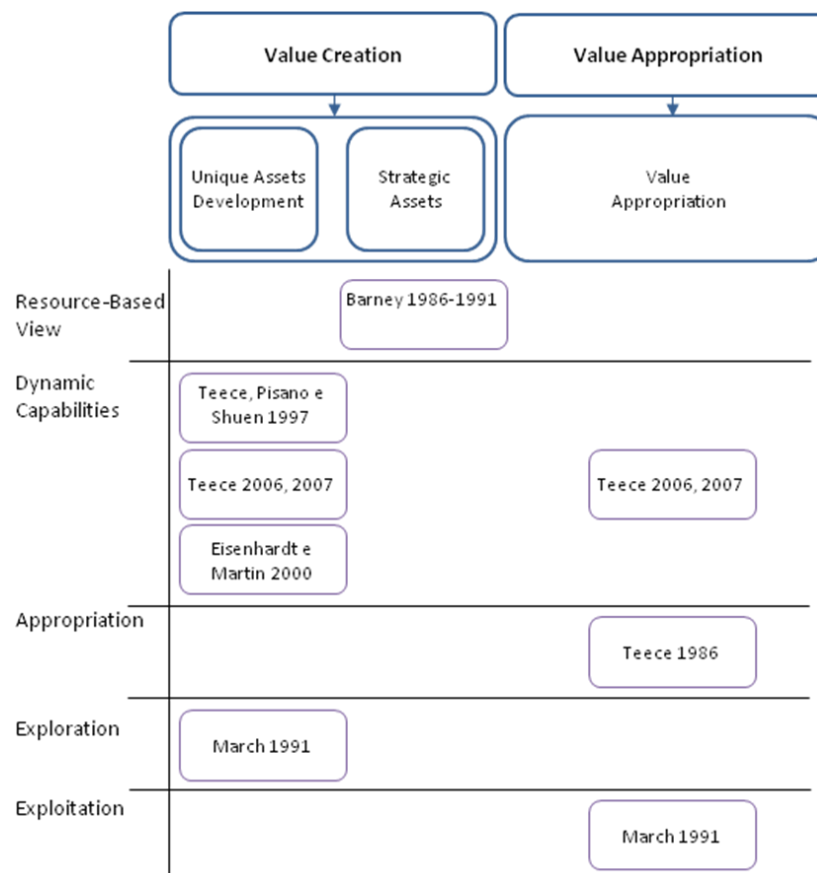 Value Creation
Value Appropriation
Unique Assets
Development
Strategic
Assets
Value
Appropriation
Resource-Based
View
Barney 1986-1991
Dynamic
Capabilities
Teece, Pisano e
Shuen 1997
Teece 2006, 2007
Teece 2006, 2007
Eisenhardt e
Martin 2000
Appropriation
Teece 1986
Exploration
March 1991
Exploitation
March 1991